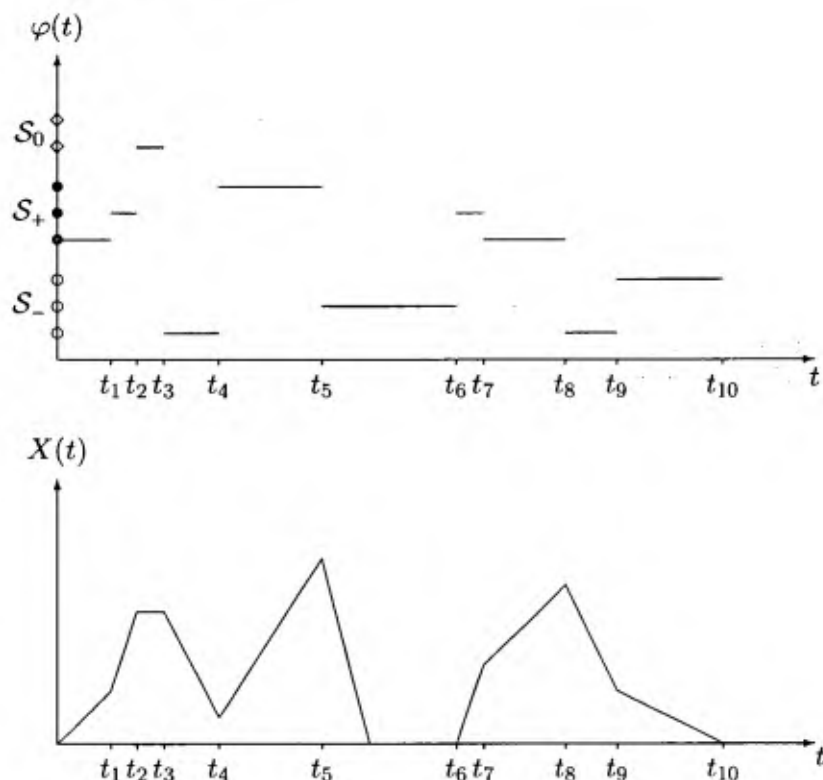 φ(t)
𝒮₀
𝒮₊
𝒮₋
t₁ t₂ t₃ t₄ t₅ t₆ t₇ t₈ t₉ t₁₀ t
X(t)
t₁ t₂ t₃ t₄ t₅ t₆ t₇ t₈ t₉ t₁₀ t